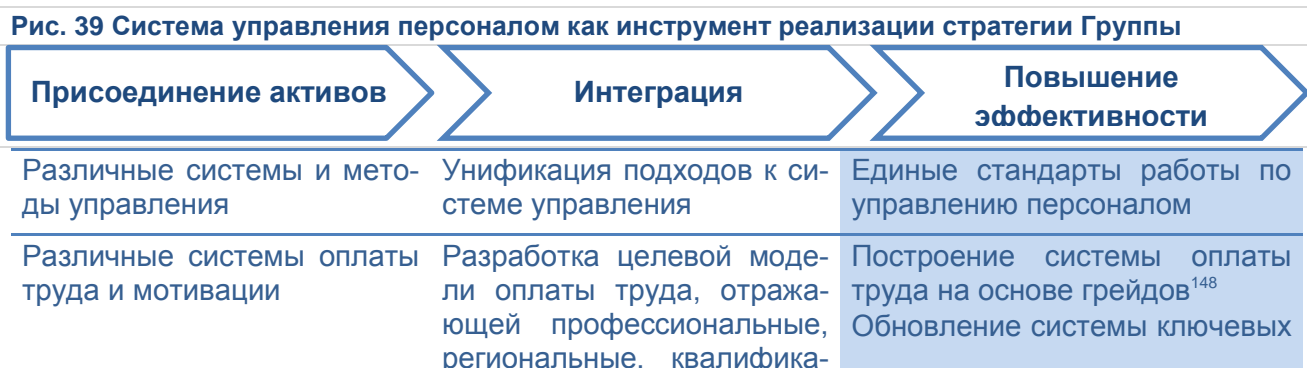 Рис. 39 Система управления персоналом как инструмент реализации стратегии Группы
Присоединение активов
Интеграция
Повышение
эффективности
Различные системы и мето-
ды управления
Унификация подходов к си-
стеме управления
Единые стандарты работы по
управлению персоналом
Различные системы оплаты
труда и мотивации
Разработка целевой моде-
ли оплаты труда, отража-
ющей профессиональные,
региональные, квалифика-
Построение системы оплаты
труда на основе грейдов148
Обновление системы ключевых